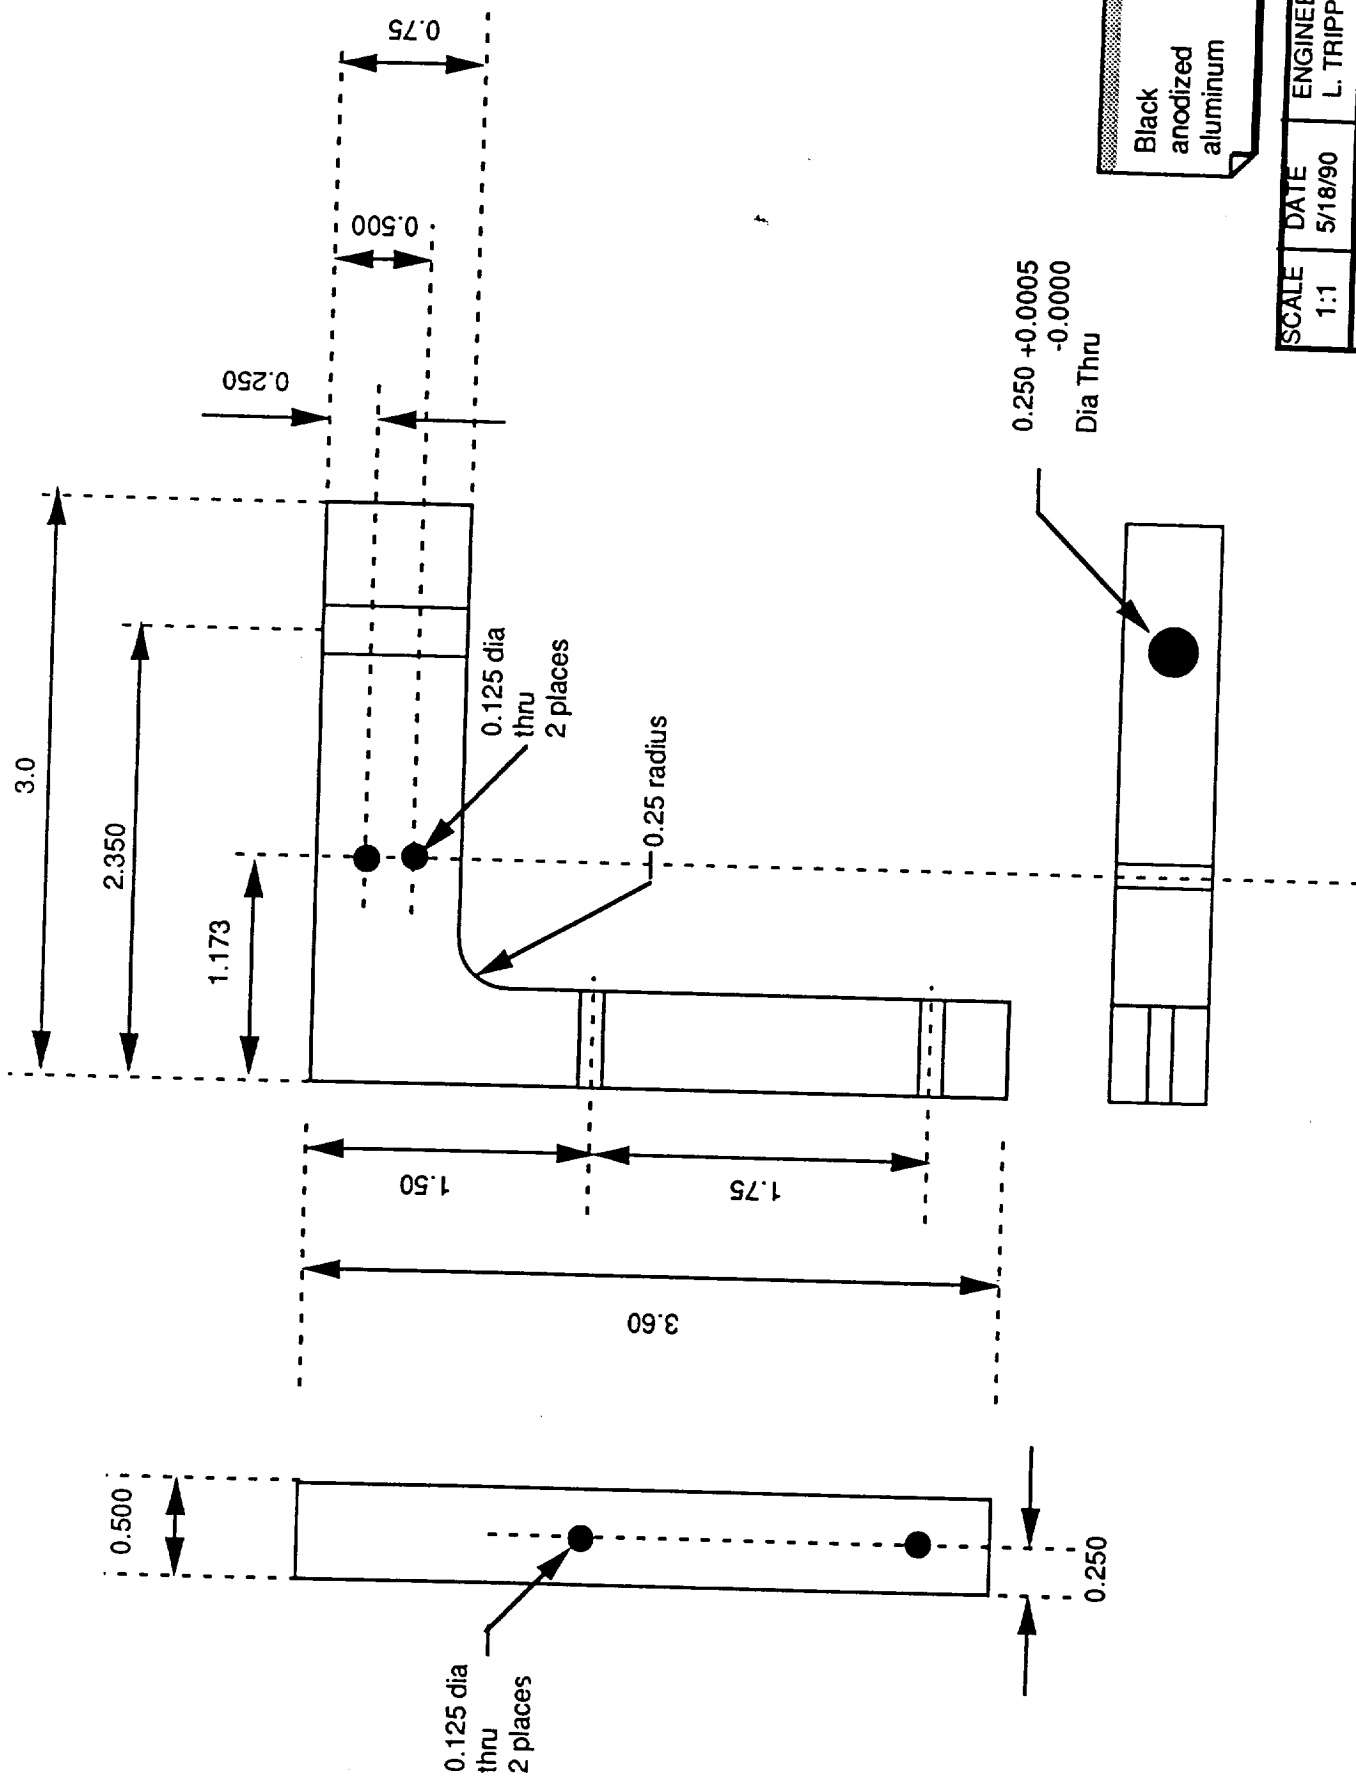 0.75
0.500
0.250
3.0
2.350
1.173
0.125 dia
thru
2 places
0.25 radius
1.50
1.75
3.60
0.500
0.125 dia
thru
2 places
0.250
0.250 +0.0005
-0.0000
Dia Thru
Black
anodized
aluminum
SCALE DATE
1:1 5/18/90 L.